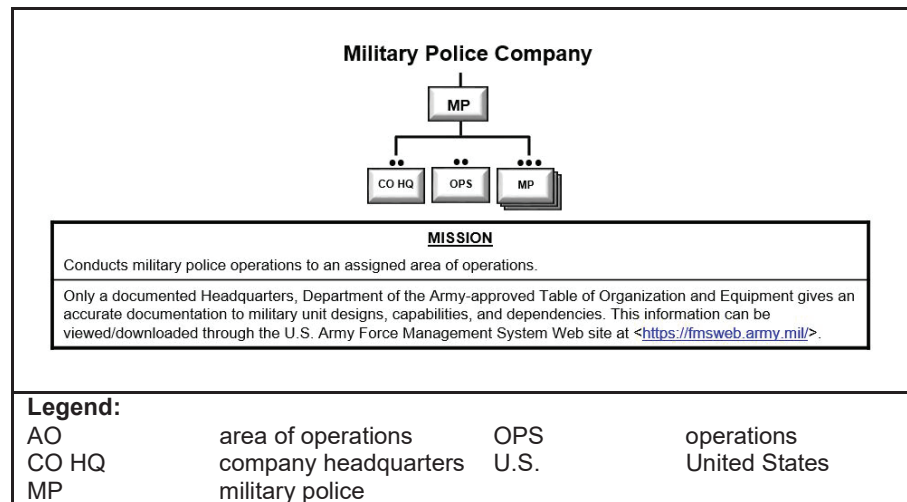 Military Police Company
MP
CO HQ OPS MP
MISSION
Conducts military police operations to an assigned area of operations.
Only a documented Headquarters, Department of the Army-approved Table of Organization and Equipment gives an
accurate documentation to military unit designs, capabilities, and dependencies. This information can be
viewed/downloaded through the U.S. Army Force Management System Web site at <https://fmsweb.army.mil/>.
Legend:
AO area of operations OPS operations
CO HQ company headquarters U.S. United States
MP military police